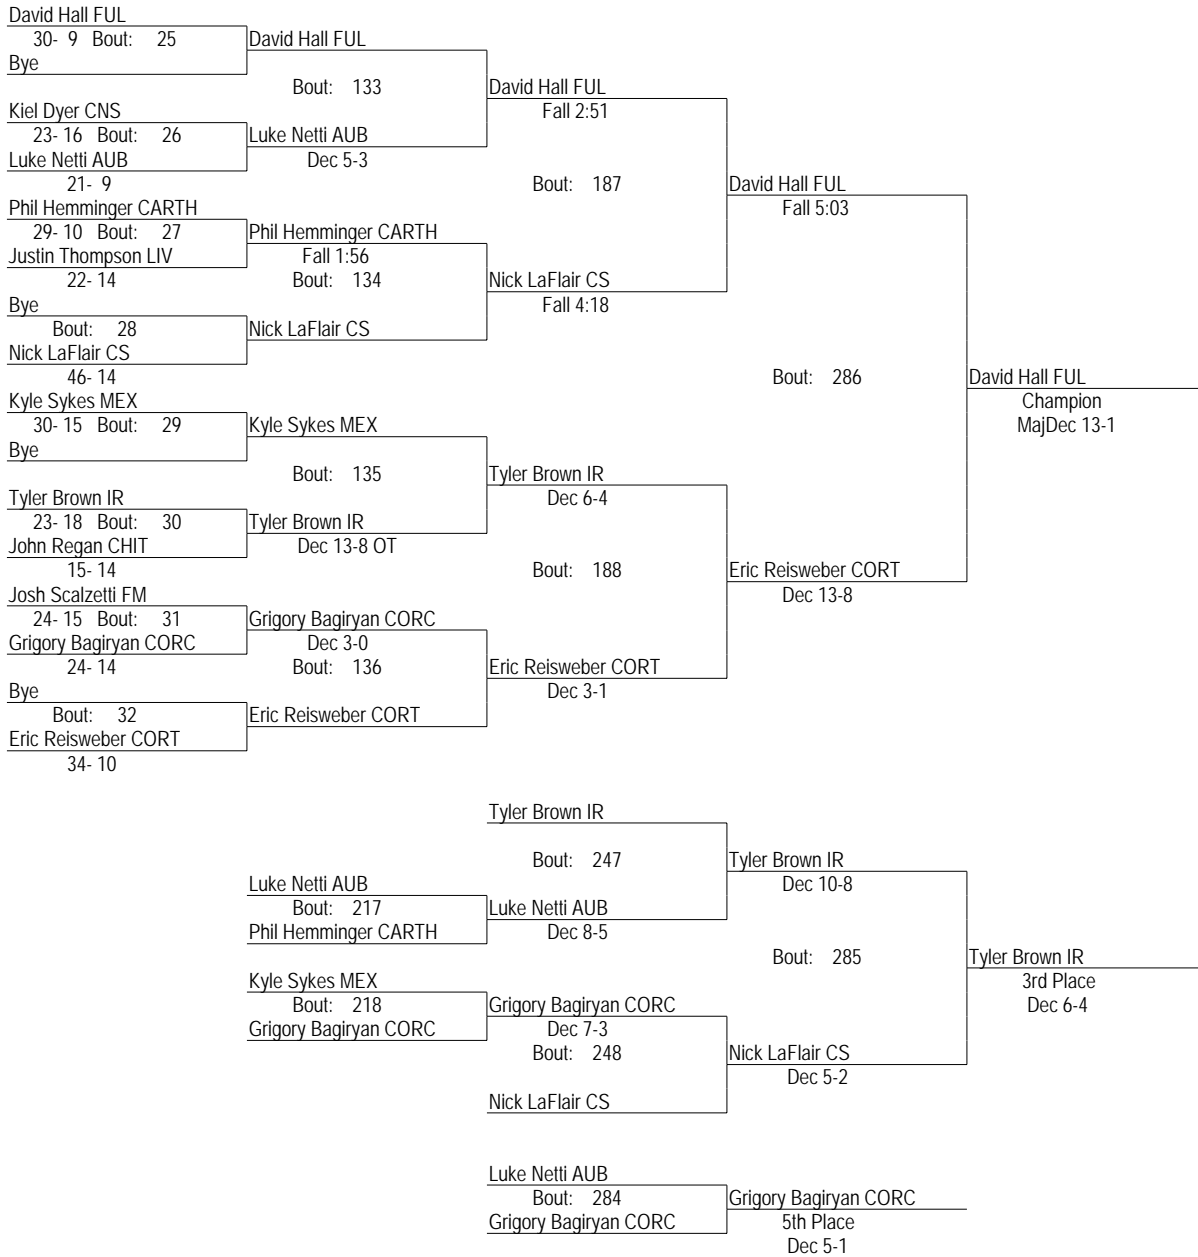 David Hall FUL
30- 9 Bout: 25
Bye
David Hall FUL
Bout: 133
Kiel Dyer CNS
23- 16 Bout: 26
Luke Netti AUB
21- 9
Luke Netti AUB
Dec 5-3
David Hall FUL
Fall 2:51
Bout: 187
Phil Hemminger CARTH
29- 10 Bout: 27
Justin Thompson LIV
22- 14
Phil Hemminger CARTH
Fall 1:56
Bout: 134
Bye
Bout: 28
Nick LaFlair CS
46- 14
Nick LaFlair CS
Nick LaFlair CS
Fall 4:18
David Hall FUL
Fall 5:03
Bout: 286
Kyle Sykes MEX
30- 15 Bout: 29
Bye
Kyle Sykes MEX
Bout: 135
Tyler Brown IR
23- 18 Bout: 30
John Regan CHIT
15- 14
Tyler Brown IR
Dec 13-8 OT
Tyler Brown IR
Dec 6-4
Bout: 188
Josh Scalzetti FM
24- 15 Bout: 31
Grigory Bagiryan CORC
24- 14
Grigory Bagiryan CORC
Dec 3-0
Bout: 136
Bye
Bout: 32
Eric Reisweber CORT
34- 10
Eric Reisweber CORT
Eric Reisweber CORT
Dec 3-1
Eric Reisweber CORT
Dec 13-8
David Hall FUL
Champion
MajDec 13-1
Tyler Brown IR
Bout: 247
Luke Netti AUB
Bout: 217
Phil Hemminger CARTH
Luke Netti AUB
Dec 8-5
Tyler Brown IR
Dec 10-8
Bout: 285
Kyle Sykes MEX
Bout: 218
Grigory Bagiryan CORC
Grigory Bagiryan CORC
Dec 7-3
Bout: 248
Nick LaFlair CS
Nick LaFlair CS
Dec 5-2
Tyler Brown IR
3rd Place
Dec 6-4
Luke Netti AUB
Bout: 284
Grigory Bagiryan CORC
Grigory Bagiryan CORC
5th Place
Dec 5-1